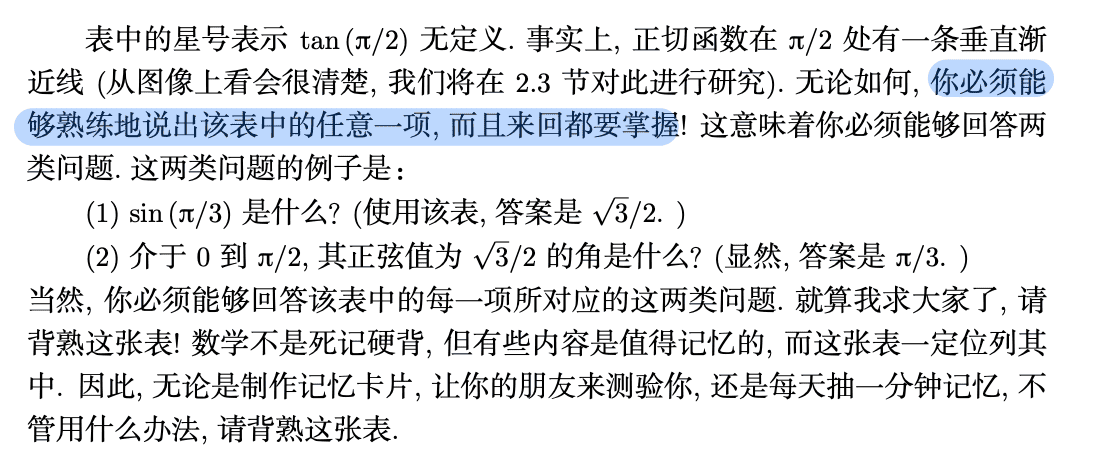 表中的星号表示 tan (π/2) 无定义. 事实上, 正切函数在 π/2 处有一条垂直渐
近线 (从图像上看会很清楚, 我们将在 2.3 节对此进行研究). 无论如何, 你必须能
够熟练地说出该表中的任意一项, 而且来回都要掌握! 这意味着你必须能够回答两
类问题. 这两类问题的例子是：
(1) sin (π/3) 是什么? (使用该表, 答案是 √3/2. )
(2) 介于 0 到 π/2, 其正弦值为 √3/2 的角是什么? (显然, 答案是 π/3. )
当然, 你必须能够回答该表中的每一项所对应的这两类问题. 就算我求大家了, 请
背熟这张表! 数学不是死记硬背, 但有些内容是值得记忆的, 而这张表一定位列其
中. 因此, 无论是制作记忆卡片, 让你的朋友来测验你, 还是每天抽一分钟记忆, 不
管用什么办法, 请背熟这张表.